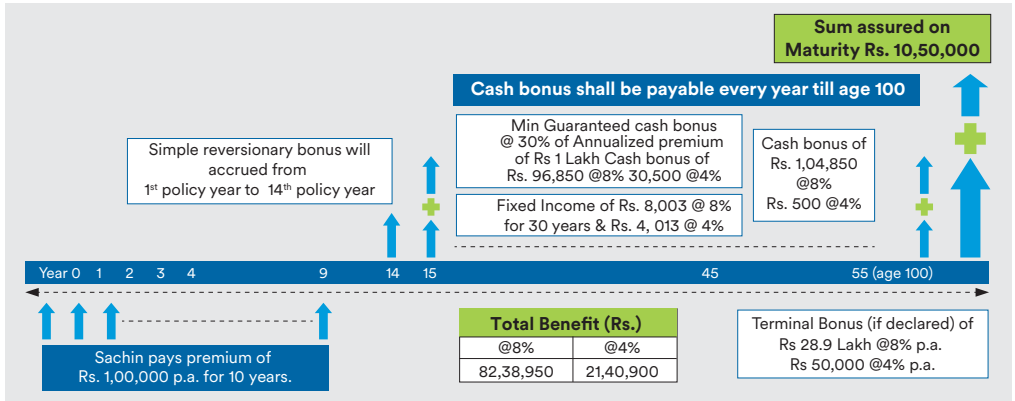 Sum assured on
Maturity Rs. 10,50,000
Cash bonus shall be payable every year till age 100
Simple reversionary bonus will
accrued from
1st policy year to 14th policy year
Min Guaranteed cash bonus
@ 30% of Annualized premium
of Rs 1 Lakh Cash bonus of
Rs. 96,850 @8% 30,500 @4%
Fixed Income of Rs. 8,003 @ 8%
for 30 years & Rs. 4, 013 @ 4%
Cash bonus of
Rs. 1,04,850
@8%
Rs. 500 @4%
Year 0 1 2 3 4 9 14 15 45 55 (age 100)
Sachin pays premium of
Rs. 1,00,000 p.a. for 10 years.
Total Benefit (Rs.)
@8% @4%
82,38,950 21,40,900
Terminal Bonus (if declared) of
Rs 28.9 Lakh @8% p.a.
Rs 50,000 @4% p.a.